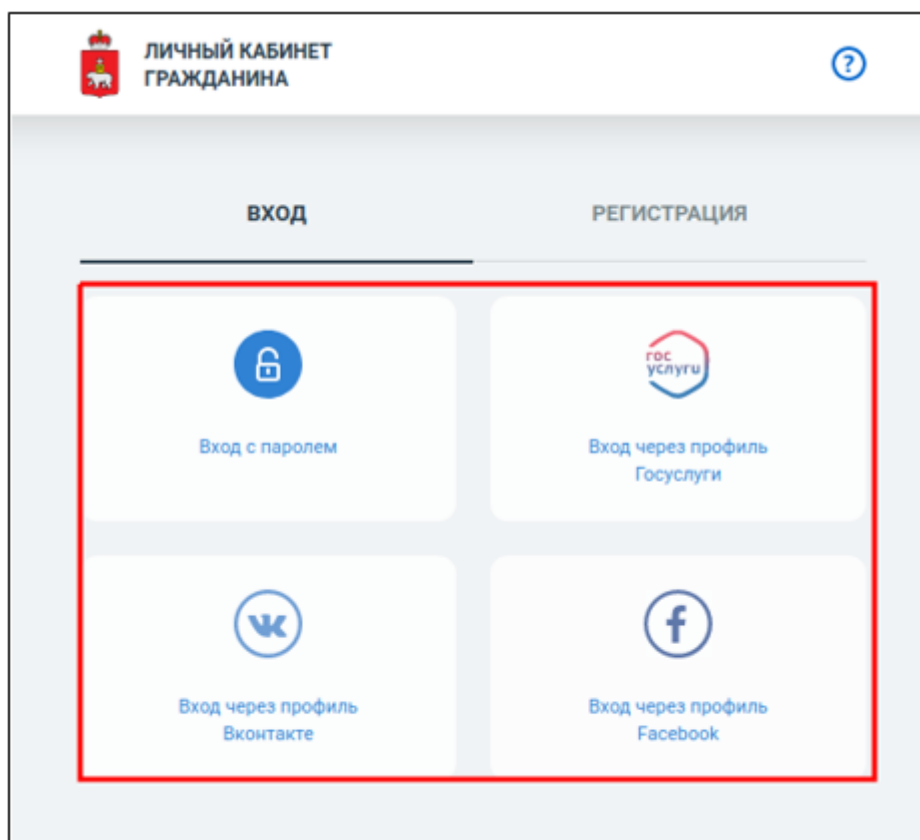 ЛИЧНЫЙ КАБИНЕТ
ГРАЖДАНИНА
?
ВХОД
РЕГИСТРАЦИЯ
гос
услуги
Вход с паролем
Вход через профиль
Госуслуги
Вход через профиль
Вконтакте
Вход через профиль
Facebook